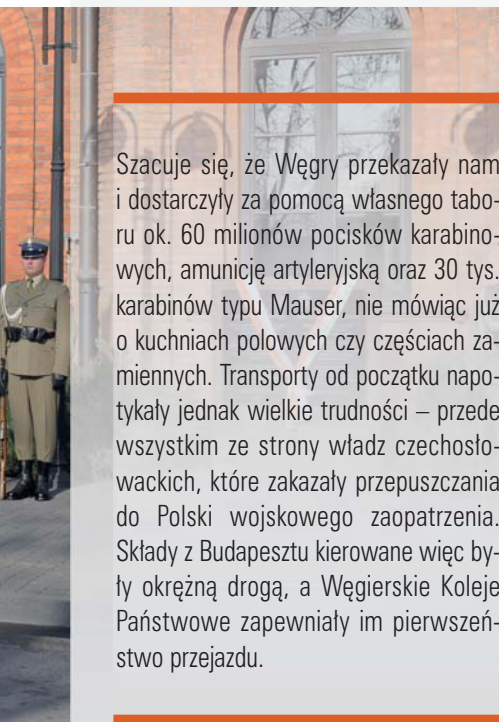 Szacuje się, że Węgry przekazały nam
i dostarczyły za pomocą własnego tabo-
ru ok. 60 milionów pocisków karabino-
wych, amunicję artyleryjską oraz 30 tys.
karabinów typu Mauser, nie mówiąc już
o kuchniach polowych czy częściach za-
miennych. Transporty od początku napo-
tykały jednak wielkie trudności – przede
wszystkim ze strony władz czechosło-
wackich, które zakazały przepuszczania
do Polski wojskowego zaopatrzenia.
Składy z Budapesztu kierowane więc by-
ły okrężną drogą, a Węgierskie Koleje
Państwowe zapewniały im pierwszeń-
stwo przejazdu.